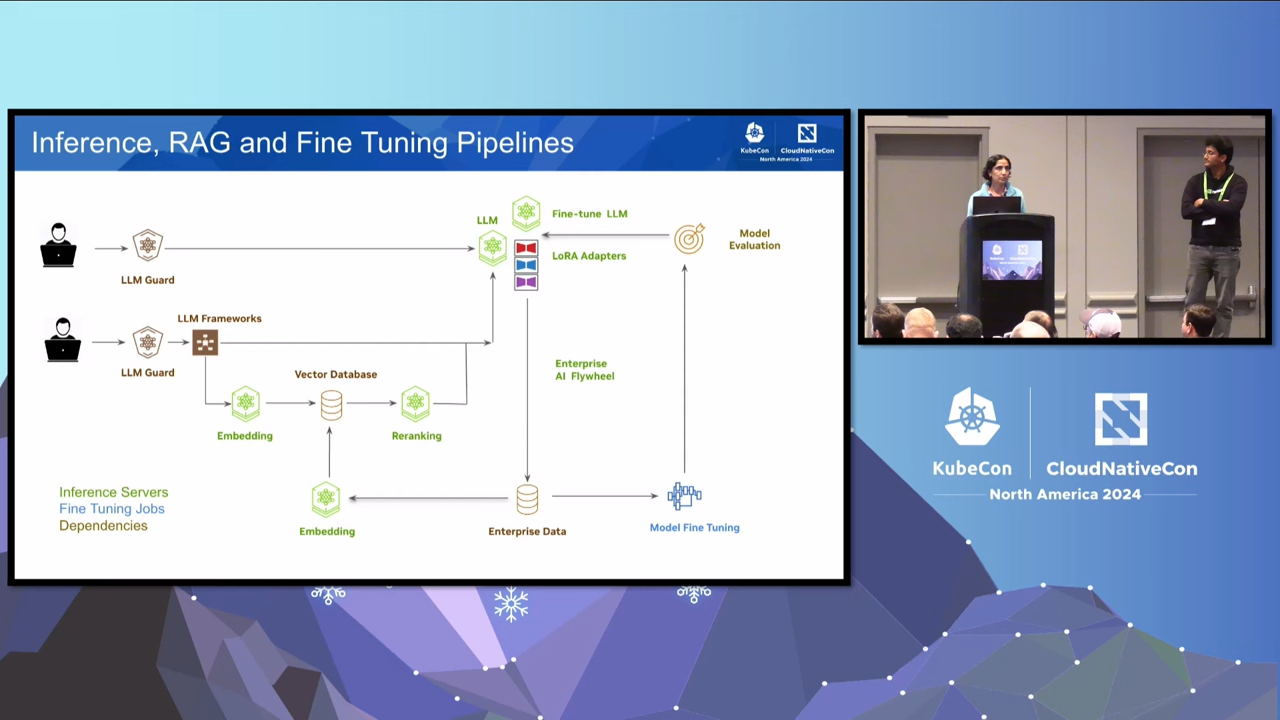 Inference, RAG and Fine Tuning Pipelines
KubeCon
CloudNativeCon
North America 2024
LLM
Fine-tune LLM
LoRA Adapters
Model
Evaluation
LLM Guard
LLM Frameworks
LLM Guard
Vector Database
Enterprise
AI Flywheel
Embedding
Reranking
Inference Servers
Fine Tuning Jobs
Dependencies
Embedding
Enterprise Data
Model Fine Tuning
KubeCon
CloudNativeCon
North America 2024